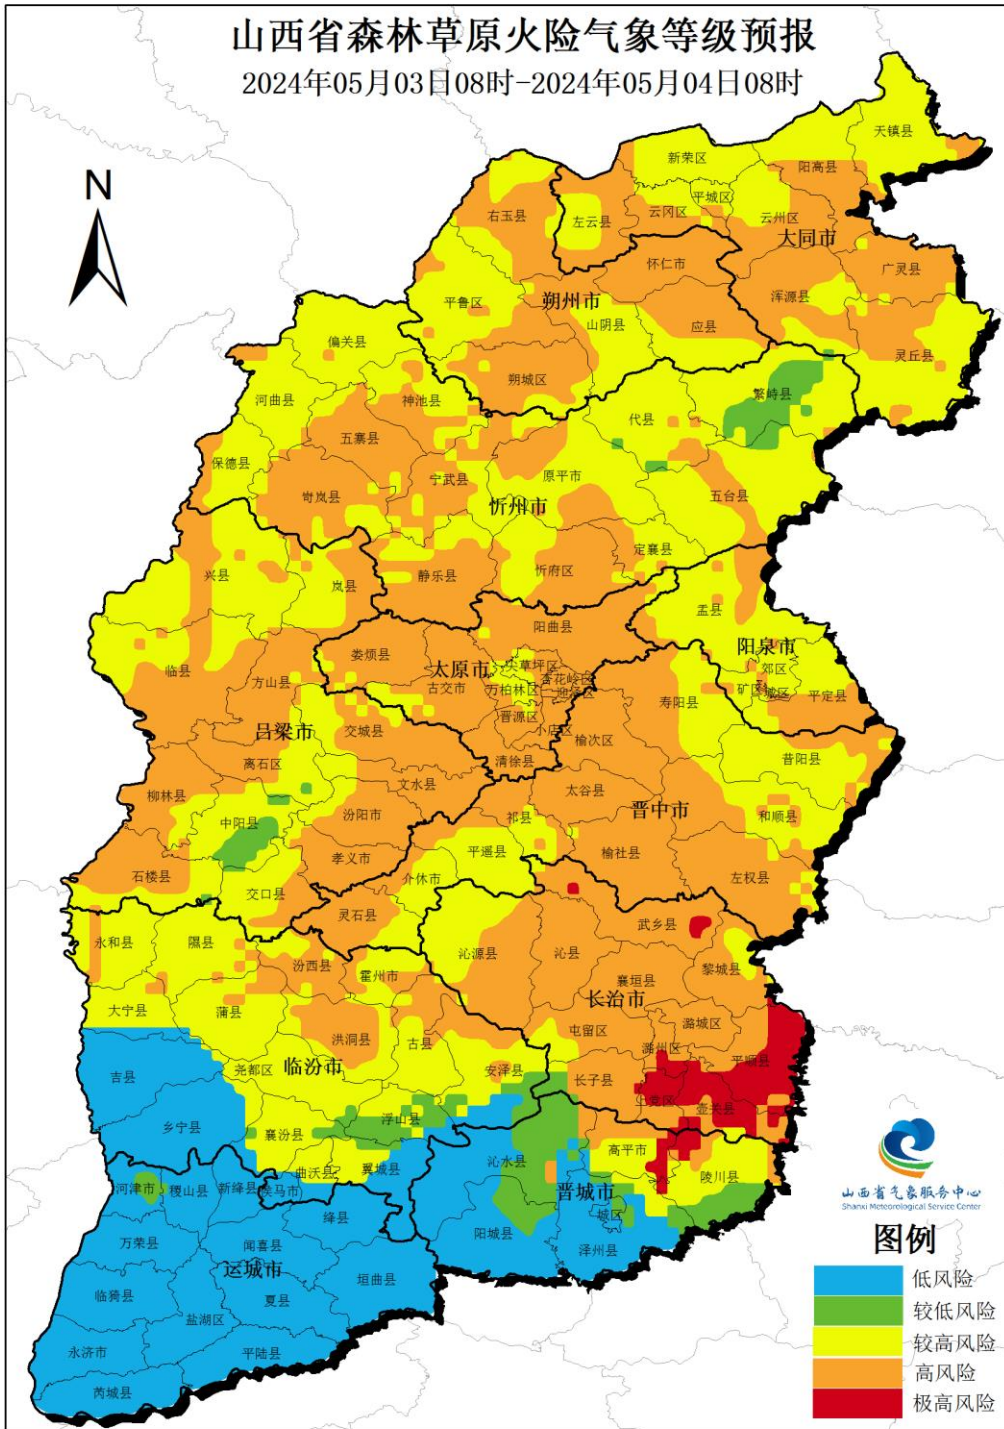 山西省森林草原火险气象等级预报
2024年05月03日08时-2024年05月04日08时
N
天镇县
新荣区
阳高县
平城区
右玉县
左云县
云冈区
云州区
大同市
怀仁市
广灵县
平鲁区
朔州市
浑源县
山阴县
应县
偏关县
灵丘县
朔城区
河曲县
神池县
繁峙县
代县
五寨县
保德县
宁武县
原平市
岢岚县
五台县
忻州市
定襄县
兴县
岚县
静乐县
忻府区
盂县
阳曲县
阳泉市
娄烦县
太原市
尖草坪区
郊区
临县
方山县
古交市
万柏林区
杏花岭区
迎泽区
矿区
城区
平定县
寿阳县
晋源区
吕梁市
交城县
小店区
榆次区
离石区
清徐县
昔阳县
柳林县
文水县
太谷县
中阳县
汾阳市
祁县
晋中市
和顺县
孝义市
平遥县
榆社县
石楼县
介休市
左权县
交口县
灵石县
武乡县
永和县
隰县
沁源县
沁县
汾西县
霍州市
襄垣县
黎城县
大宁县
蒲县
长治市
潞城区
洪洞县
古县
屯留区
潞州区
平顺县
尧都区
临汾市
安泽县
吉县
长子县
上党区
壶关县
乡宁县
襄汾县
浮山县
高平市
沁水县
曲沃县
翼城县
陵川县
河津市
稷山县
新绛县
侯马市
晋城市
绛县
城区
万荣县
闻喜县
阳城县
泽州县
运城市
垣曲县
临猗县
夏县
盐湖区
永济市
平陆县
芮城县
山西省气象服务中心
Shanxi Meteorological Service Center
图例
低风险
较低风险
较高风险
高风险
极高风险